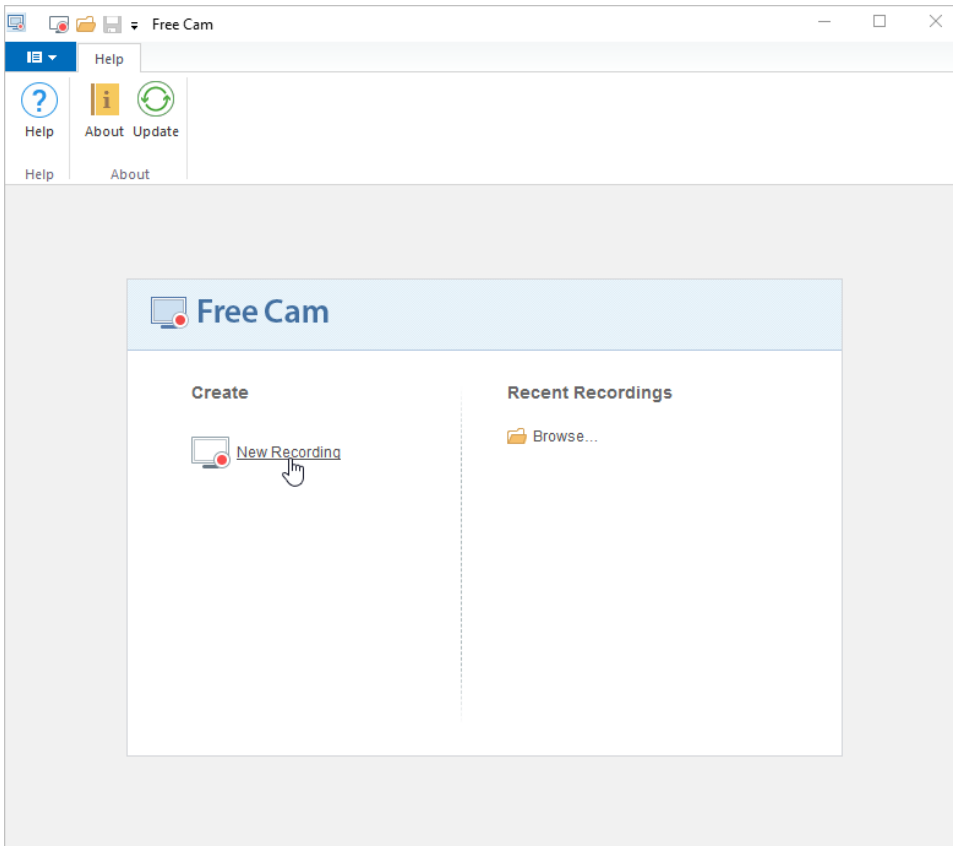 Free Cam
Help
Help
About Update
Help
About
Free Cam
Create
Recent Recordings
New Recording
Browse...